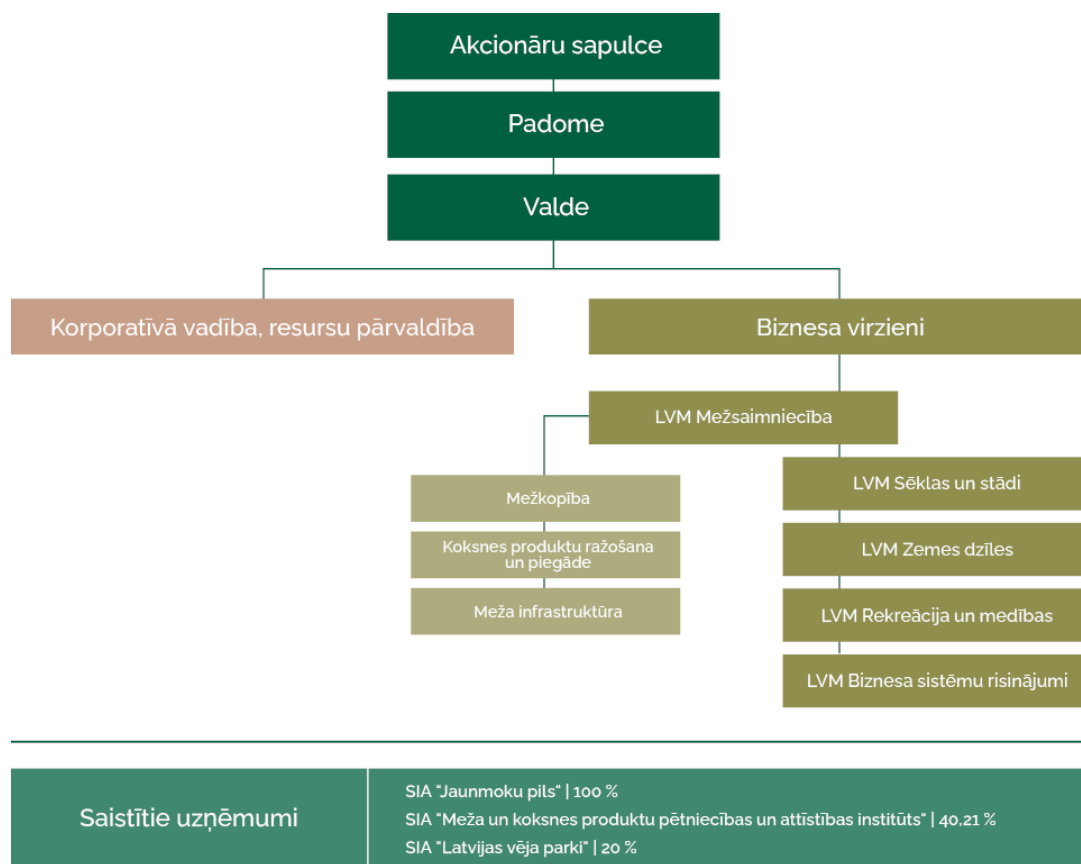 Akcionāru sapulce
Padome
Valde
Korporatīvā vadība, resursu pārvaldība
Biznesa virzieni
LVM Mežsaimniecība
Mežkopība
Koksnes produktu ražošana
un piegāde
Meža infrastruktūra
LVM Sēklas un stādi
LVM Zemes dzīles
LVM Rekreācija un medības
LVM Biznesa sistēmu risinājumi
Saistītie uzņēmumi
SIA "Jaunmoku pils" | 100 %
SIA "Meža un koksnes produktu pētniecības un attīstības institūts" | 40,21 %
SIA "Latvijas vēja parki" | 20 %